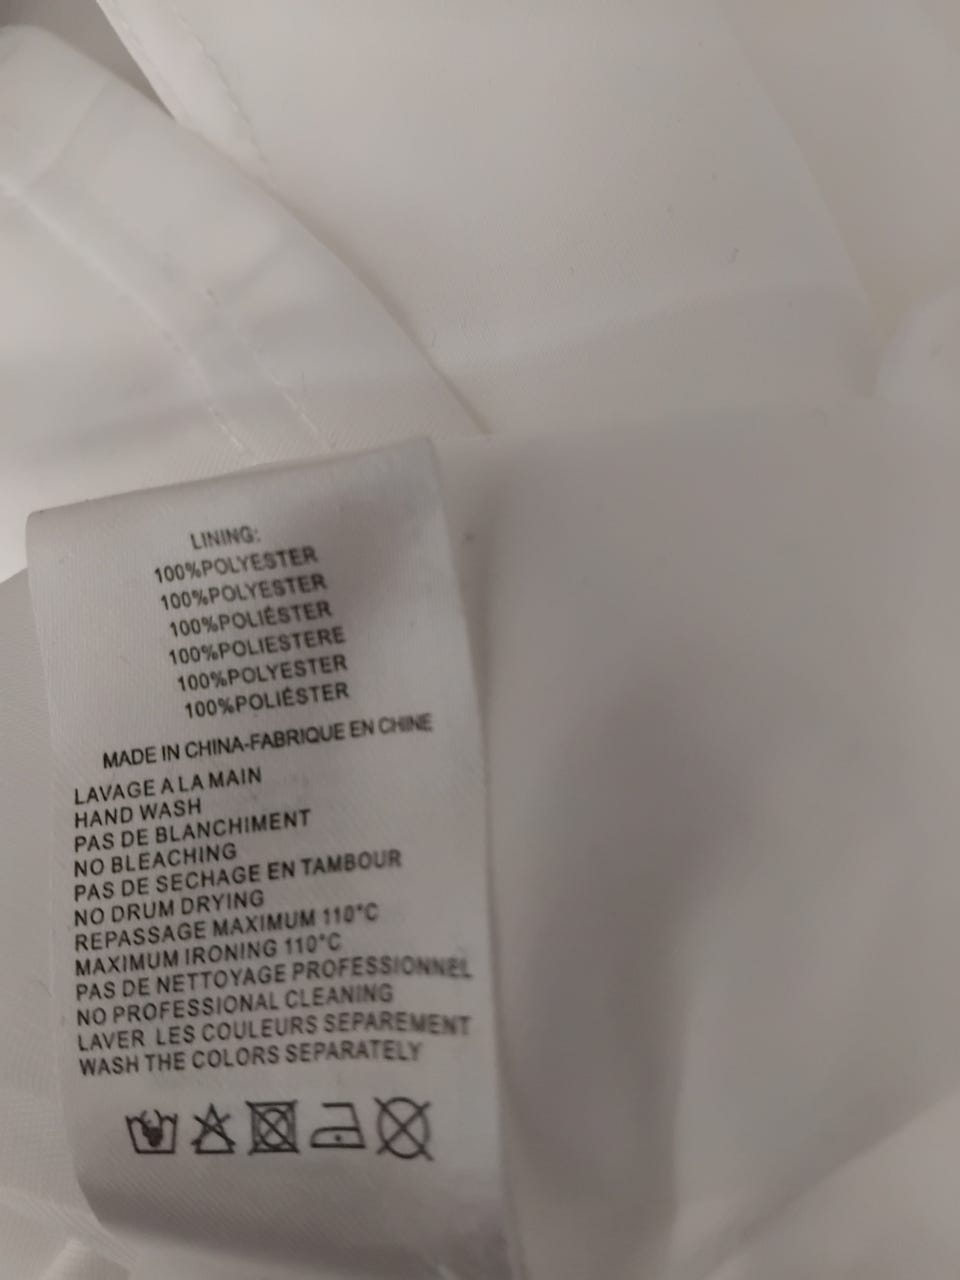 LINING:
100%POLYESTER
100%POLYESTER
100%POLIÉSTER
100%POLIESTERE
100%POLYESTER
100%POLIÉSTER
MADE IN CHINA-FABRIQUE EN CHINE
LAVAGE A LA MAIN
HAND WASH
PAS DE BLANCHIMENT
NO BLEACHING
PAS DE SECHAGE EN TAMBOUR
NO DRUM DRYING
REPASSAGE MAXIMUM 110°C
MAXIMUM IRONING 110°C
PAS DE NETTOYAGE PROFESSIONNEL
NO PROFESSIONAL CLEANING
LAVER LES COULEURS SEPAREMENT
WASH THE COLORS SEPARATELY